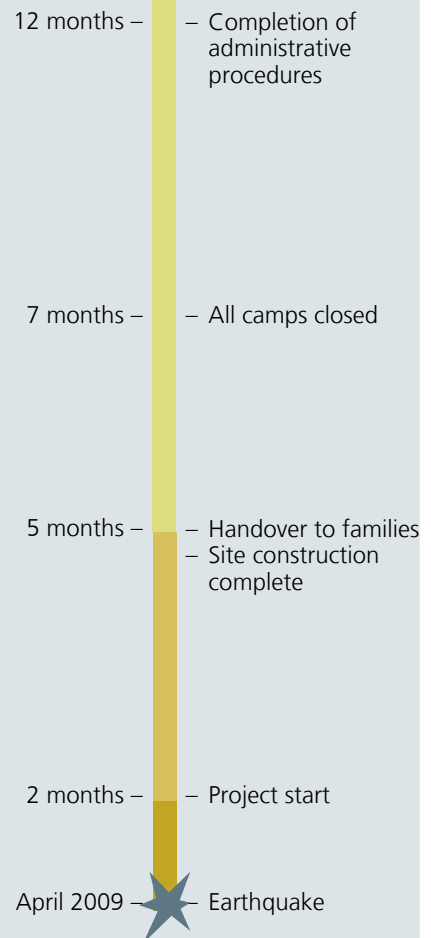 12 months – – Completion of
administrative
procedures
7 months – – All camps closed
5 months – – Handover to families
– Site construction
complete
2 months – – Project start
April 2009 – – Earthquake